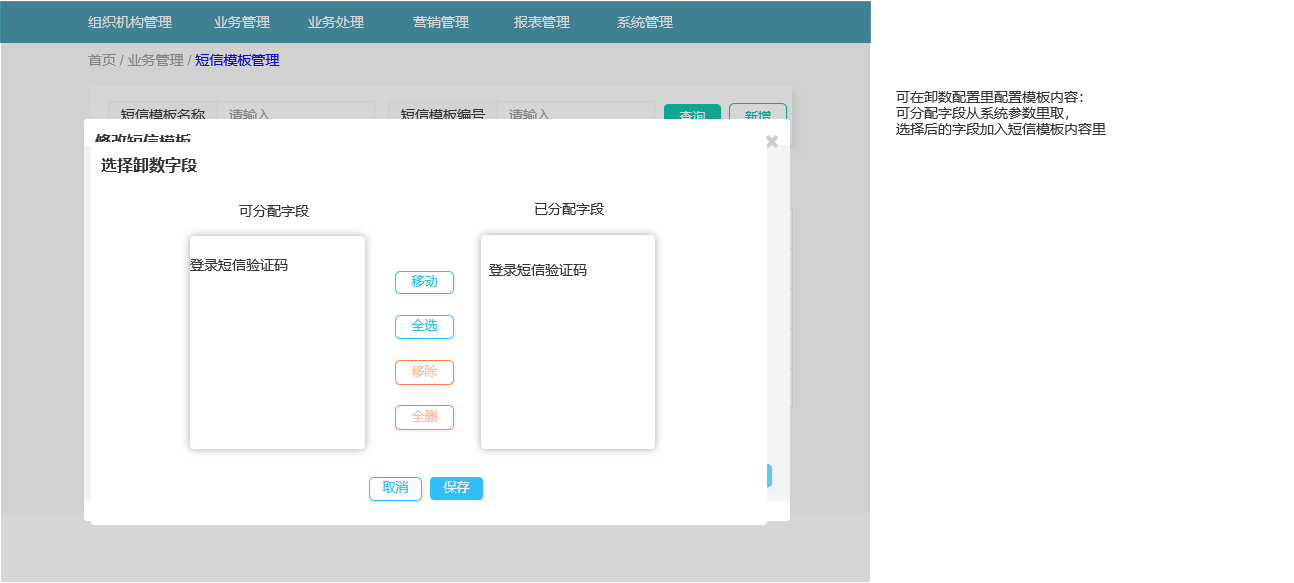 组织机构管理 业务管理 业务处理 营销管理 报表管理 系统管理
首页 / 业务管理 / 短信模板管理
短信模板名称 请输入 短信模板编号 请输入 查询 新增
修改短信模板
选择卸数字段
可分配字段 已分配字段
登录短信验证码 登录短信验证码
移动
全选
移除
全删
取消 保存
可在卸数配置里配置模板内容：
可分配字段从系统参数里取，
选择后的字段加入短信模板内容里